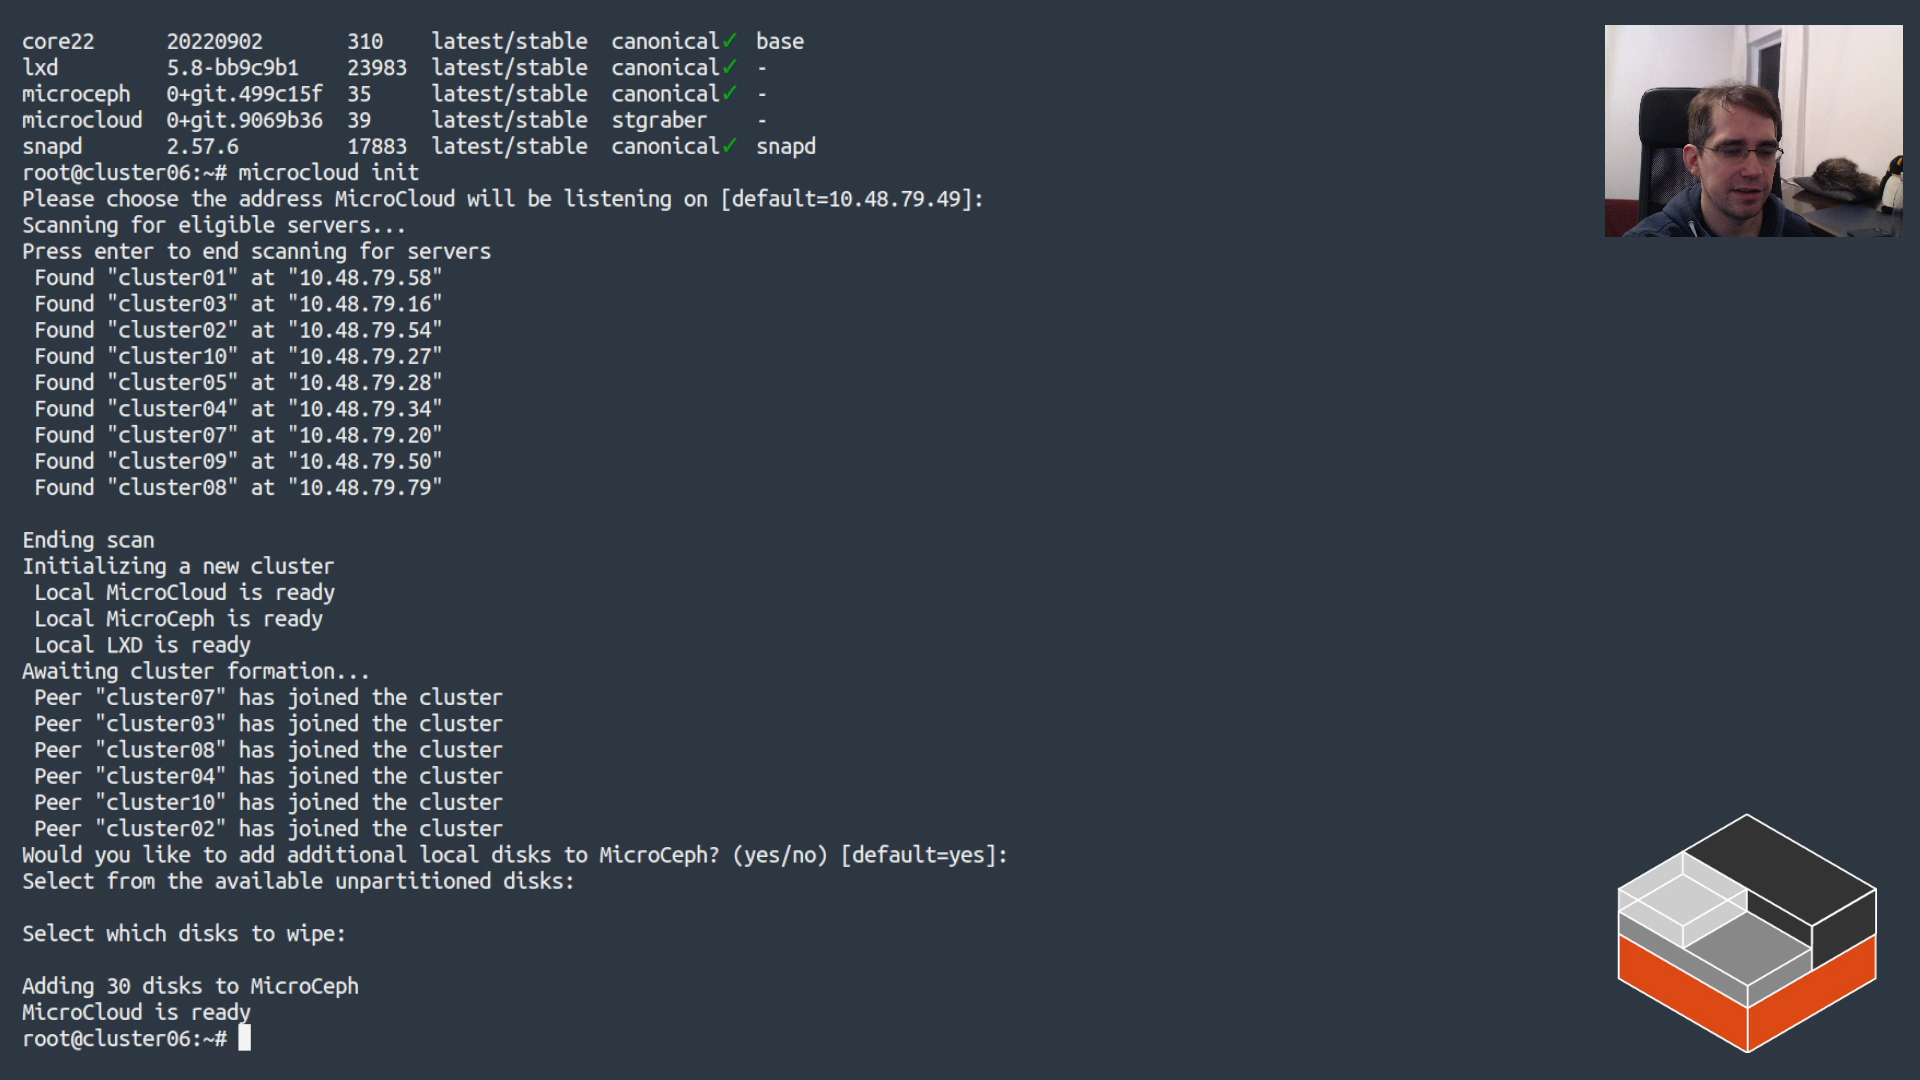 core22      20220902       310    latest/stable  canonical✓  base
lxd         5.8-bb9c9b1    23983  latest/stable  canonical✓  -
microceph   0+git.499c15f  35     latest/stable  canonical✓  -
microcloud  0+git.9069b36  39     latest/stable  stgraber    -
snapd       2.57.6         17883  latest/stable  canonical✓  snapd
root@cluster06:~# microcloud init
Please choose the address MicroCloud will be listening on [default=10.48.79.49]:
Scanning for eligible servers...
Press enter to end scanning for servers
 Found "cluster01" at "10.48.79.58"
 Found "cluster03" at "10.48.79.16"
 Found "cluster02" at "10.48.79.54"
 Found "cluster10" at "10.48.79.27"
 Found "cluster05" at "10.48.79.28"
 Found "cluster04" at "10.48.79.34"
 Found "cluster07" at "10.48.79.20"
 Found "cluster09" at "10.48.79.50"
 Found "cluster08" at "10.48.79.79"
Ending scan
Initializing a new cluster
 Local MicroCloud is ready
 Local MicroCeph is ready
 Local LXD is ready
Awaiting cluster formation...
 Peer "cluster07" has joined the cluster
 Peer "cluster03" has joined the cluster
 Peer "cluster08" has joined the cluster
 Peer "cluster04" has joined the cluster
 Peer "cluster10" has joined the cluster
 Peer "cluster02" has joined the cluster
Would you like to add additional local disks to MicroCeph? (yes/no) [default=yes]:
Select from the available unpartitioned disks:
Select which disks to wipe:
Adding 30 disks to MicroCeph
MicroCloud is ready
root@cluster06:~#